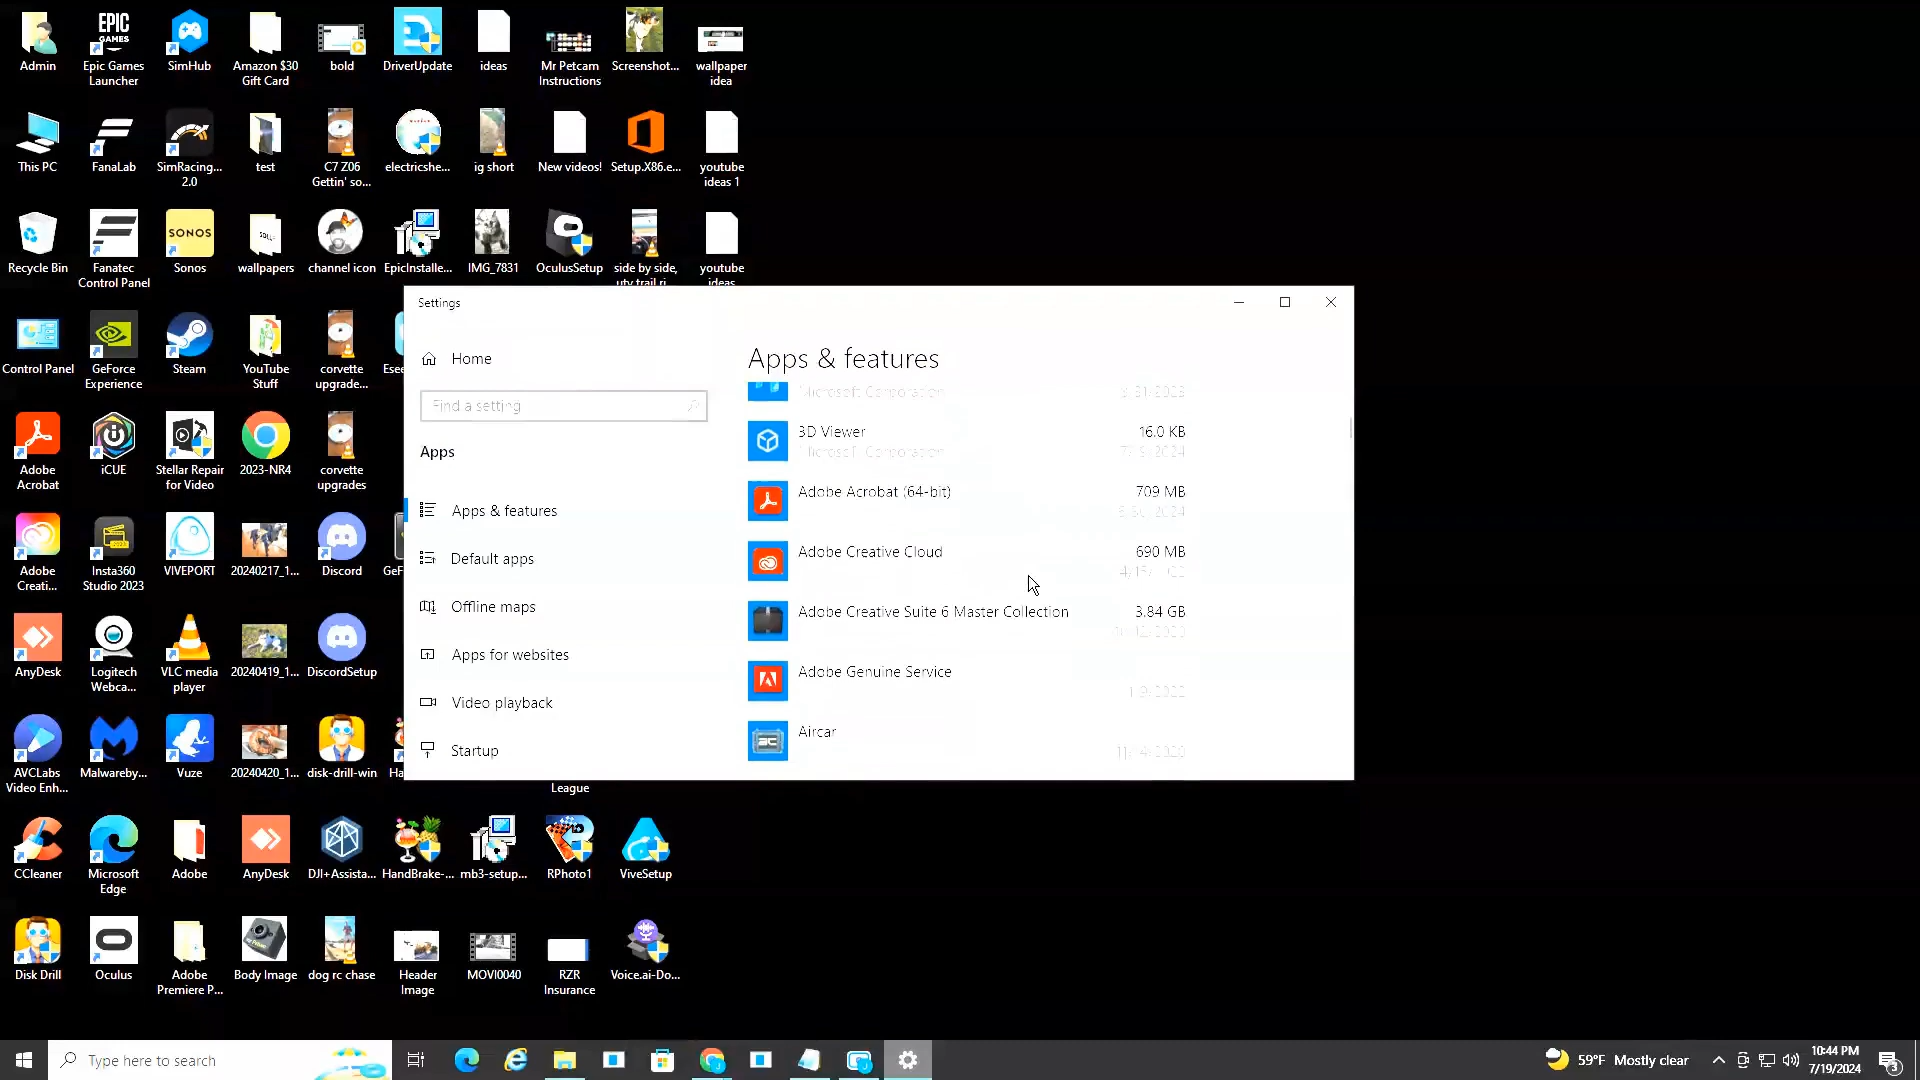 Admin
Epic Games
Launcher
SimHub
Amazon $30
Gift Card
bold
DriverUpdate
ideas
Mr Petcam
Instructions
Screenshot...
wallpaper
idea
EPIC
GAMES
This PC
FanaLab
SimRacing...
2.0
test
C7 Z06
Gettin' so...
electricshe...
ig short
New videos!
Setup.X86.e...
youtube
ideas 1
SONOS
Recycle Bin
Fanatec
Control Panel
Sonos
wallpapers
channel icon
EpicInstalle...
IMG_7831
OculusSetup
side by side,
uty trail ri...
youtube
ideas
Control Panel
GeForce
Experience
Steam
YouTube
Stuff
corvette
upgrade...
Adobe
Acrobat
iCUE
Stellar Repair
for Video
2023-NR4
corvette
upgrades
Adobe
Creati...
Insta360
Studio 2023
VIVEPORT
20240217_1...
Discord
AnyDesk
Logitech
Webca...
VLC media
player
20240419_1...
DiscordSetup
AVCLabs
Video Enh...
Malwareby...
Vuze
20240420_1...
disk-drill-win
League
CCleaner
Microsoft
Edge
Adobe
AnyDesk
DJI+Assista...
HandBrake-...
mb3-setup...
RPhoto1
ViveSetup
Disk Drill
Oculus
Adobe
Premiere P...
Body Image
dog rc chase
Header
Image
MOVI0040
RZR
Insurance
Voice.ai-Do...
Settings
Home
Find a setting
Apps
Apps & features
Default apps
Offline maps
Apps for websites
Video playback
Startup
Apps & features
Microsoft Corporation
3D Viewer 16.0 KB
Microsoft Corporation
Adobe Acrobat (64-bit) 709 MB
Adobe Creative Cloud 690 MB
Adobe Creative Suite 6 Master Collection 3.84 GB
Adobe Genuine Service
Aircar
Type here to search
59°F Mostly clear
10:44 PM
7/19/2024
3